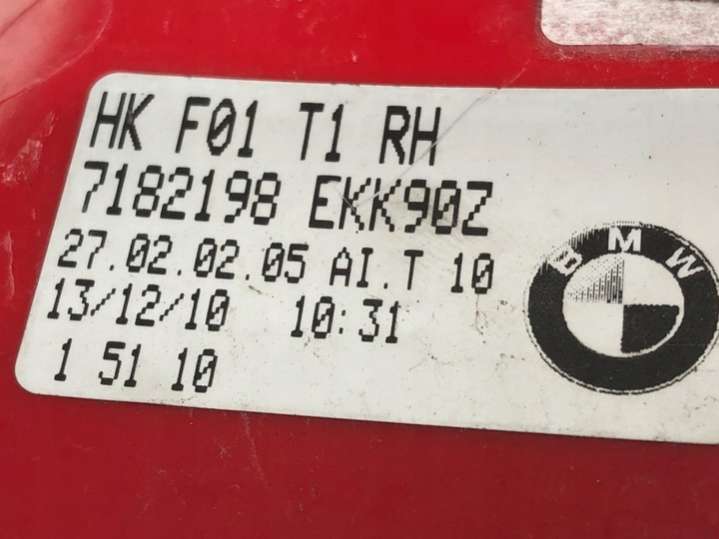 HK F01 T1 RH
7182198 EKK90Z
27.02.02.05 AI.T 10
13/12/10 10:31
1 51 10
BMW